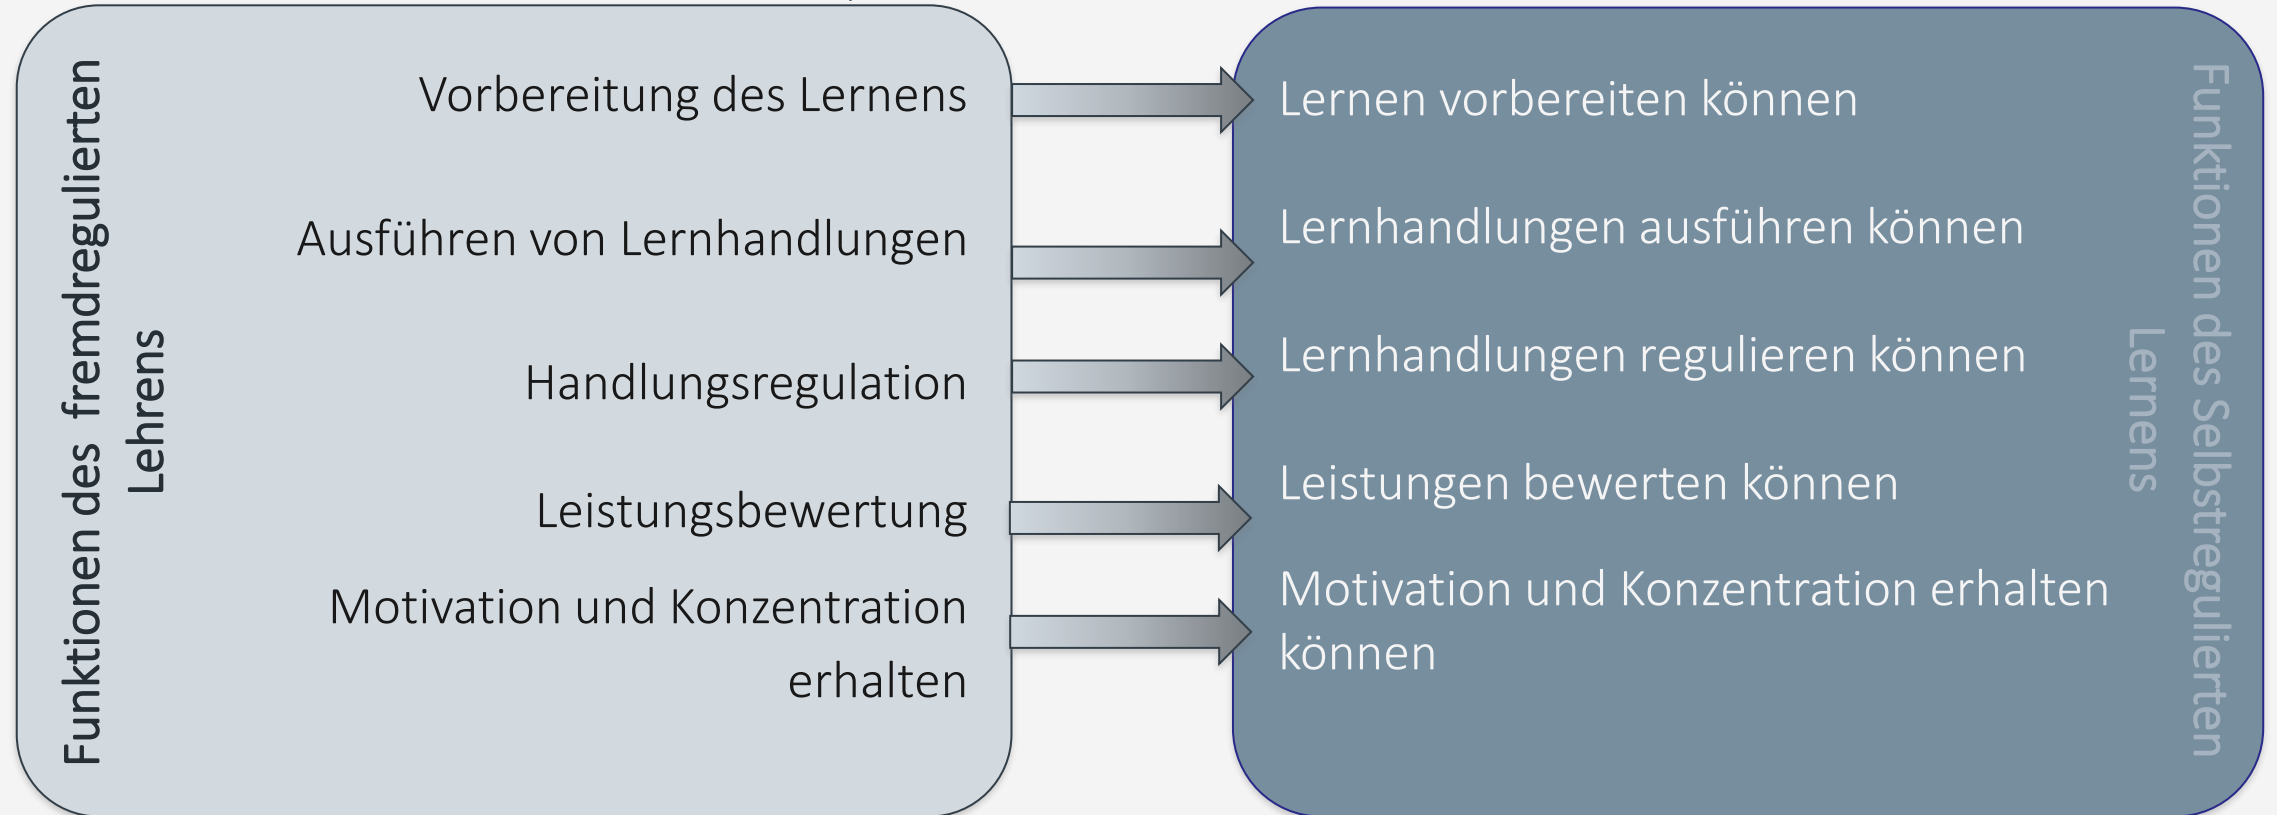 Funktionen des fremdregulierten
Lehrens
Vorbereitung des Lernens
Ausführen von Lernhandlungen
Handlungsregulation
Leistungsbewertung
Motivation und Konzentration
erhalten
Lernen vorbereiten können
Lernhandlungen ausführen können
Lernhandlungen regulieren können
Leistungen bewerten können
Motivation und Konzentration erhalten
können
Funktionen des Selbstregulierten
Lernens